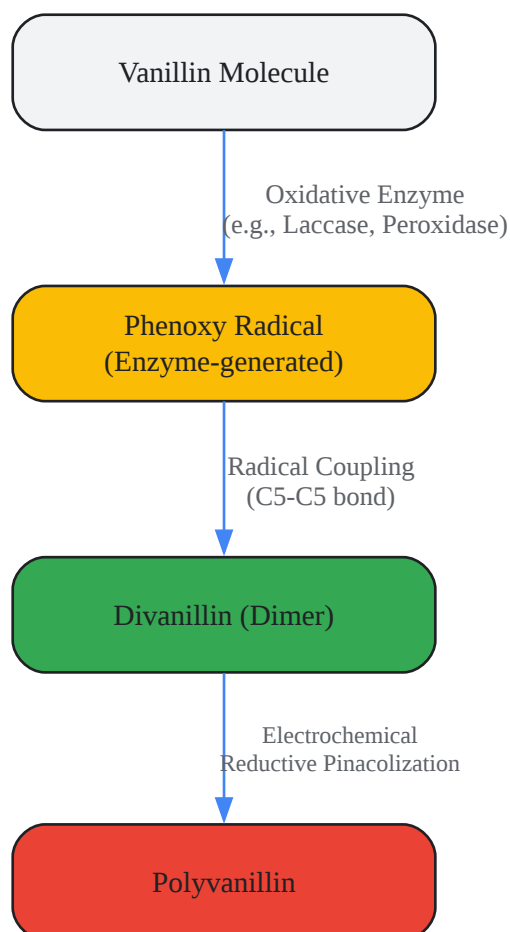 Vanillin Molecule
Oxidative Enzyme
(e.g., Laccase, Peroxidase)
Phenoxy Radical
(Enzyme-generated)
Radical Coupling
(C5-C5 bond)
Divanillin (Dimer)
Electrochemical
Reductive Pinacolization
Polyvanillin